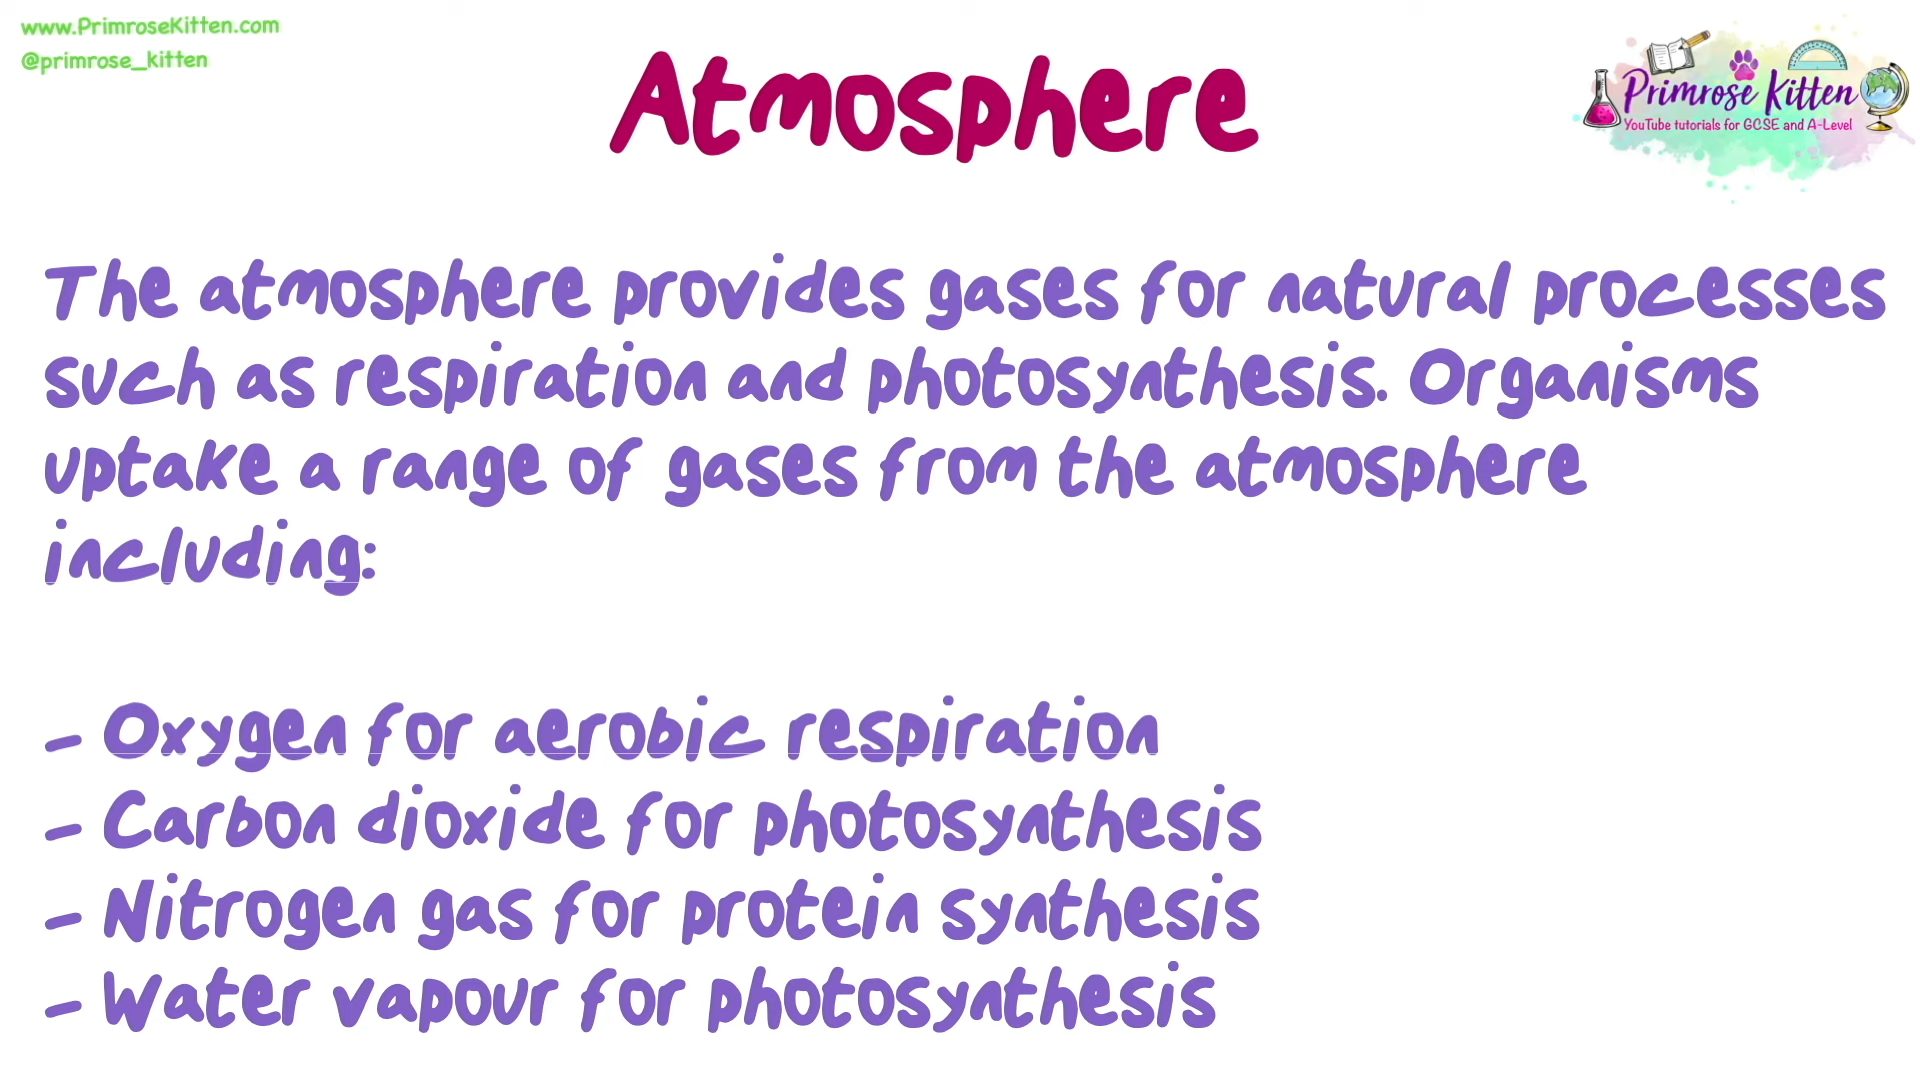 www.PrimroseKitten.com
@primrose_kitten
Atmosphere
Primrose Kitten
YouTube tutorials for GCSE and A-Level
The atmosphere provides gases for natural processes
such as respiration and photosynthesis. Organisms
uptake a range of gases from the atmosphere
including:
- Oxygen for aerobic respiration
- Carbon dioxide for photosynthesis
- Nitrogen gas for protein synthesis
- Water vapour for photosynthesis